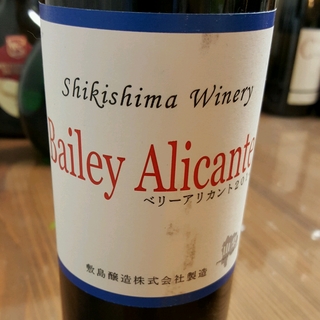 Shikishima Winery
Bailey Alicante
ベリーアリカント
敷島醸造株式会社製造